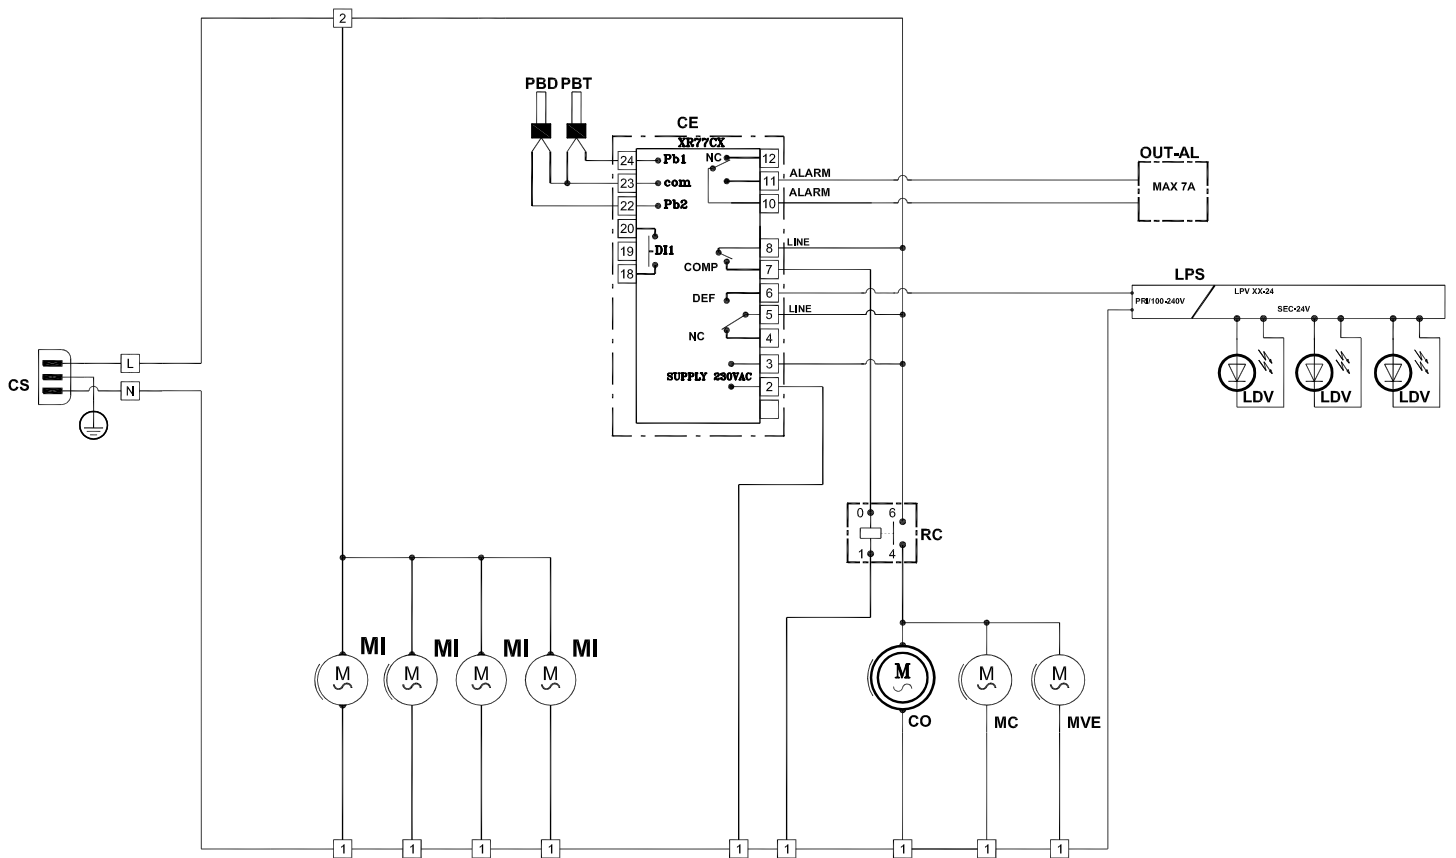 2
PBD PBT
CE
XR77CX
24 Pb1 NC 12
23 com 11 ALARM
22 Pb2 10 ALARM
OUT-AL
MAX 7A
20
19 DI1
18
8 LINE
COMP 7
DEF 6
5 LINE
NC 4
3
SUPPLY 230VAC 2
LPS
PRI/100-240V LPV XX-24
SEC-24V
LDV LDV LDV
CS
L
N
0 6
1 4
RC
MI MI MI MI
M M M M
M M M
CO MC MVE
1 1 1 1 1 1 1 1 1